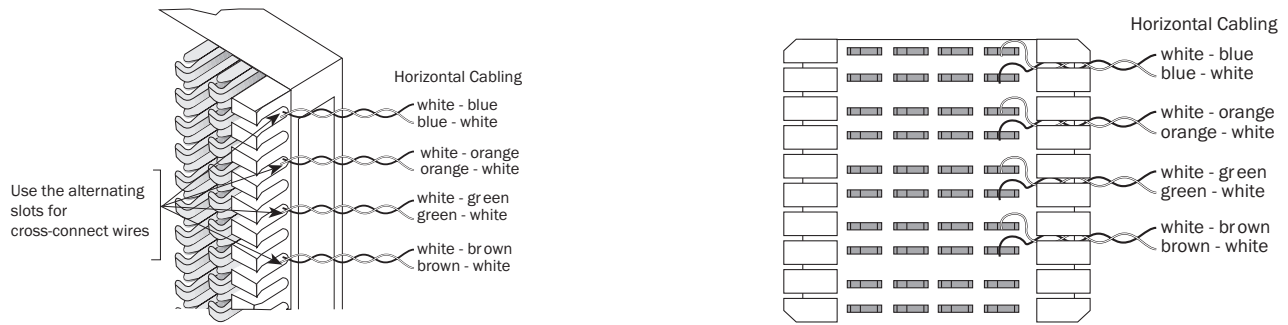 Horizontal Cabling
white - blue
blue - white
white - orange
orange - white
white - green
green - white
white - brown
brown - white
Use the alternating
slots for
cross-connect wires
Horizontal Cabling
white - blue
blue - white
white - orange
orange - white
white - green
green - white
white - brown
brown - white